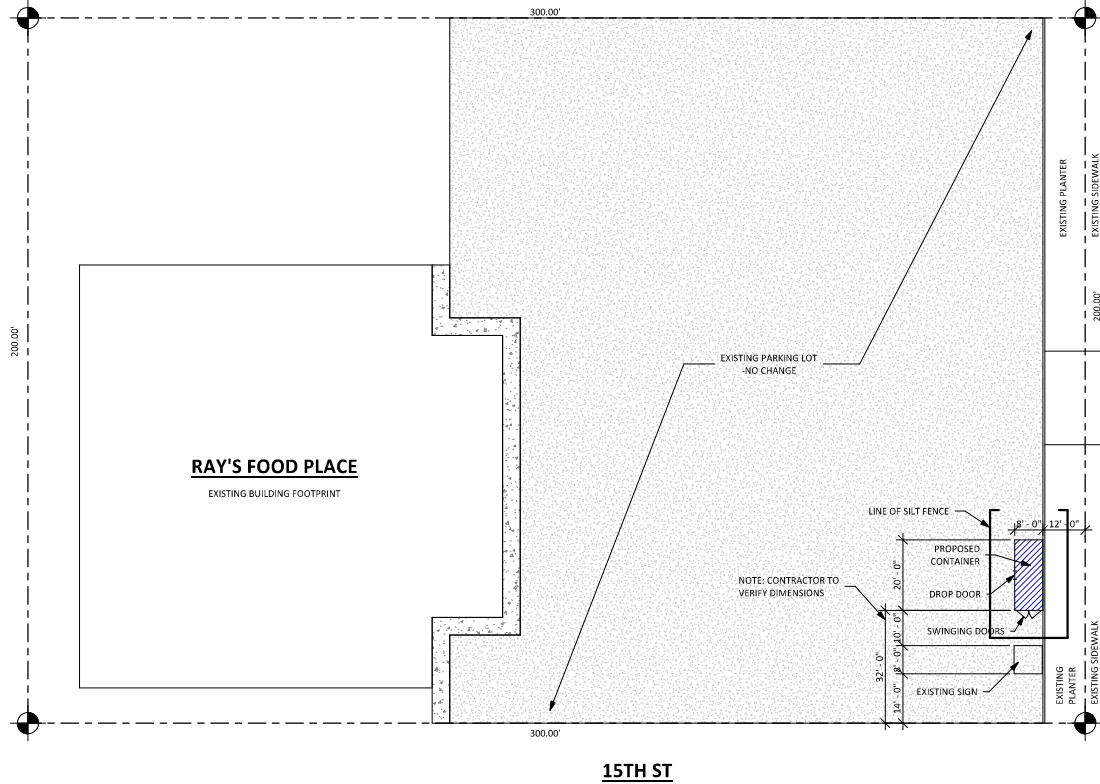 300.00'
EXISTING PLANTER
EXISTING SIDEWALK
200.00'
200.00'
EXISTING PARKING LOT
-NO CHANGE
RAY'S FOOD PLACE
EXISTING BUILDING FOOTPRINT
LINE OF SILT FENCE
8' - 0"
12' - 0"
PROPOSED
CONTAINER
20' - 0"
NOTE: CONTRACTOR TO
VERIFY DIMENSIONS
DROP DOOR
10' - 0"
SWINGING DOORS
32' - 0"
8' - 0"
EXISTING SIGN
14' - 0"
EXISTING
PLANTER
EXISTING SIDEWALK
300.00'
15TH ST